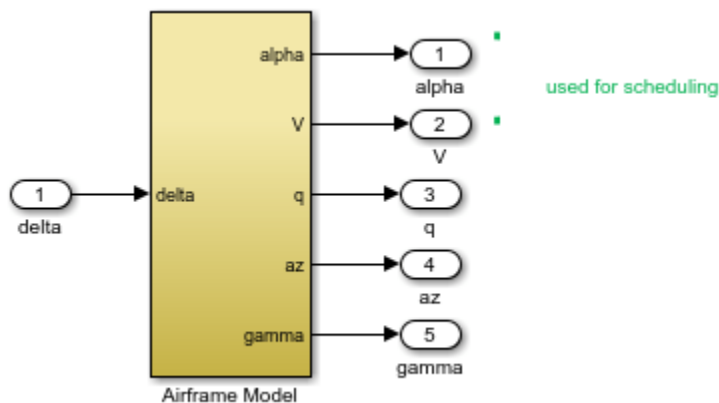 alpha
1
alpha
used for scheduling
V
2
V
1
delta
delta
q
3
q
az
4
az
gamma
5
gamma
Airframe Model